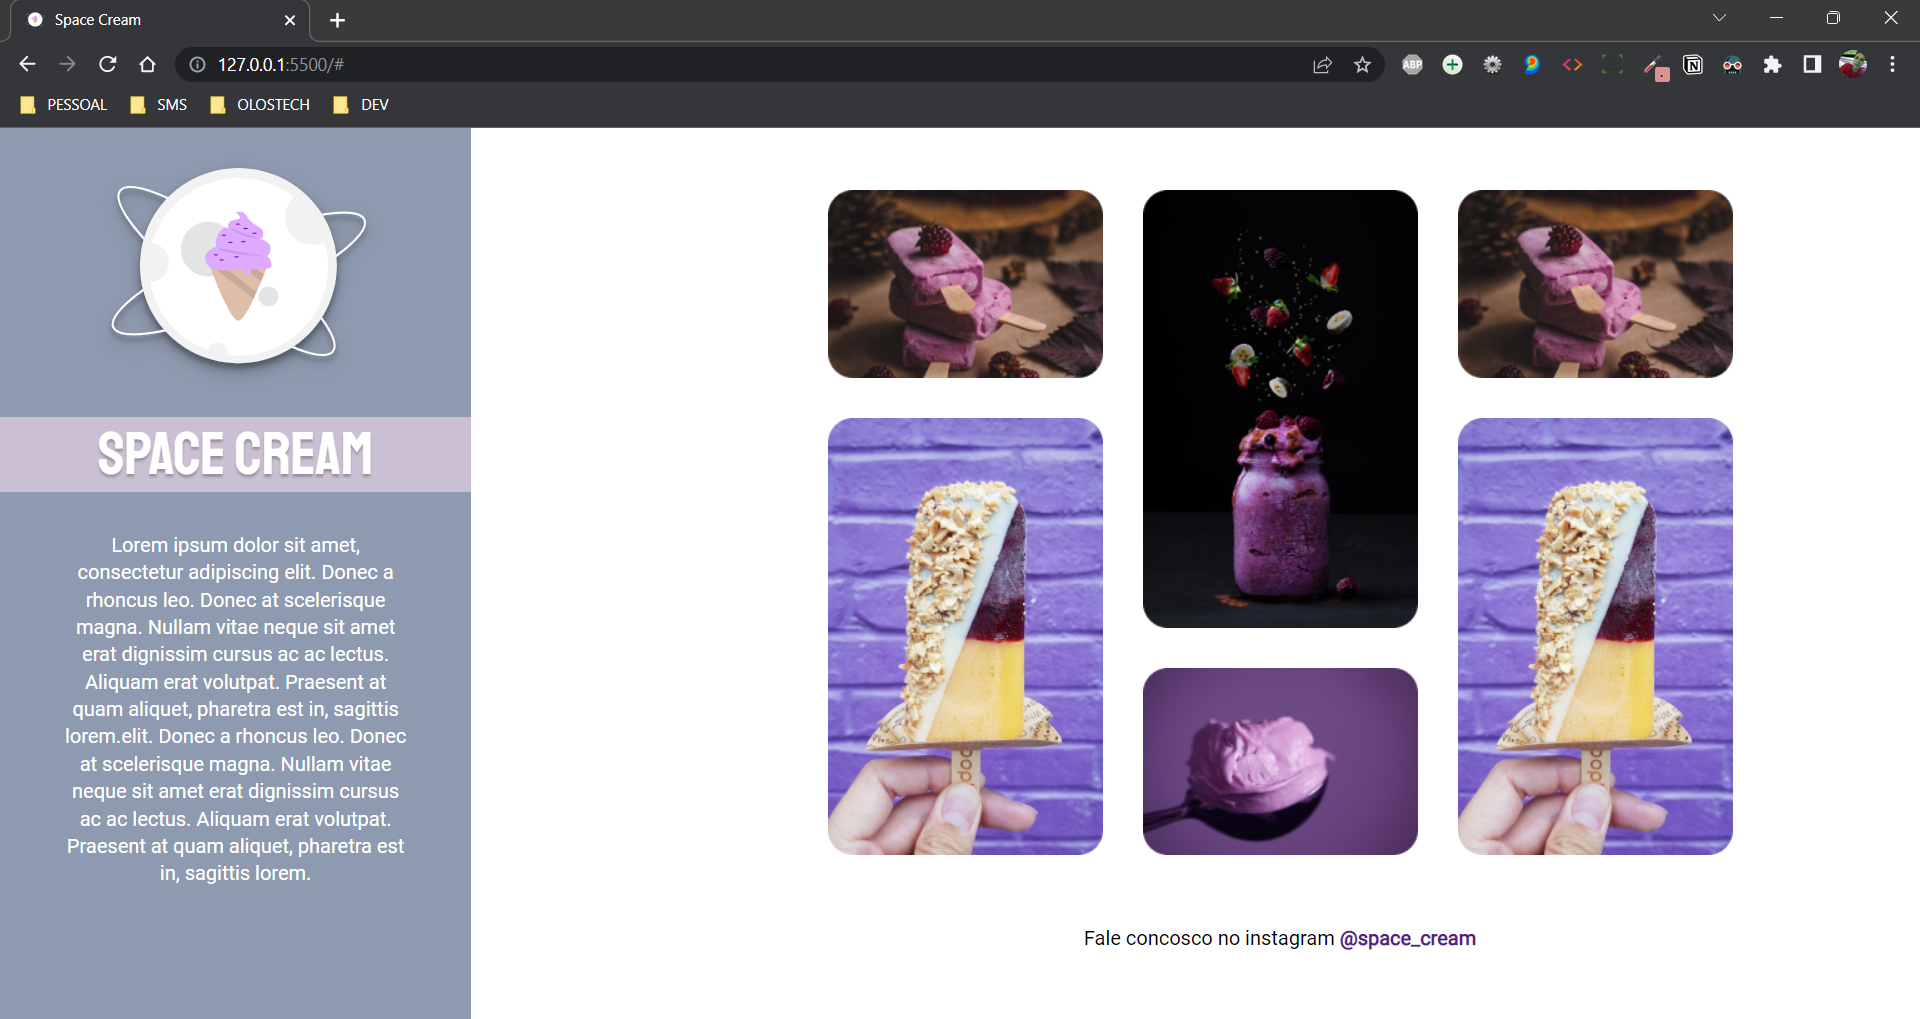 Space Cream
127.0.0.1:5500/#
ABP
N
PESSOAL SMS OLOSTECH DEV
SPACE CREAM
Lorem ipsum dolor sit amet,
consectetur adipiscing elit. Donec a
rhoncus leo. Donec at scelerisque
magna. Nullam vitae neque sit amet
erat dignissim cursus ac ac lectus.
Aliquam erat volutpat. Praesent at
quam aliquet, pharetra est in, sagittis
lorem.elit. Donec a rhoncus leo. Donec
at scelerisque magna. Nullam vitae
neque sit amet erat dignissim cursus
ac ac lectus. Aliquam erat volutpat.
Praesent at quam aliquet, pharetra est
in, sagittis lorem.
Fale concosco no instagram @space_cream